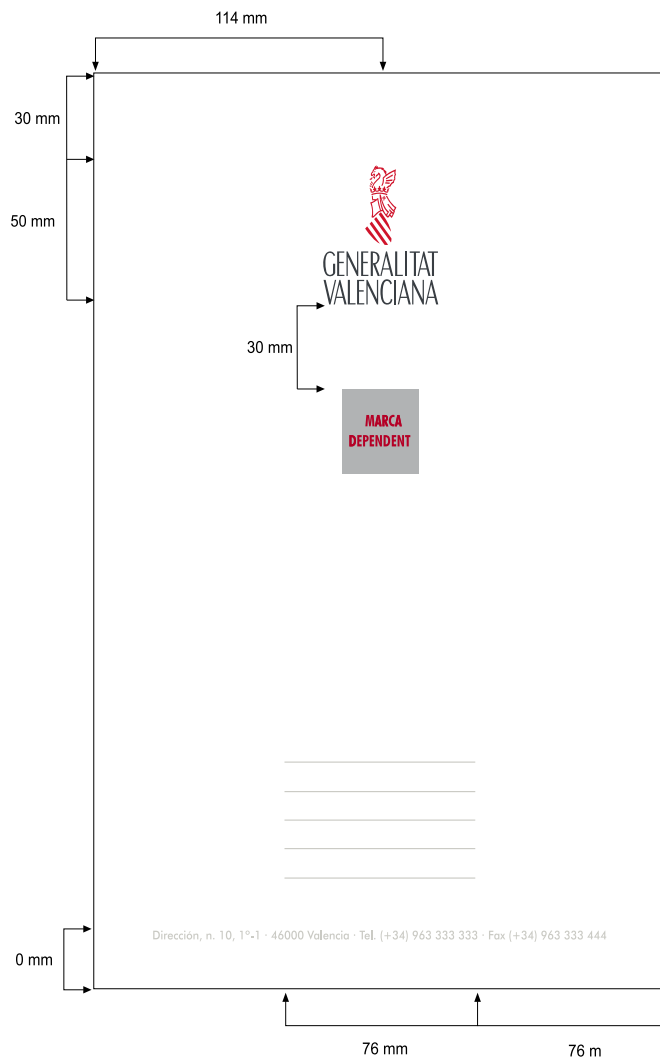 114 mm
30 mm
50 mm
GENERALITAT
VALENCIANA
30 mm
MARCA
DEPENDENT
Dirección, n. 10, 1º-1 · 46000 Valencia · Tel. (+34) 963 333 333 · Fax (+34) 963 333 444
0 mm
76 mm
76 m